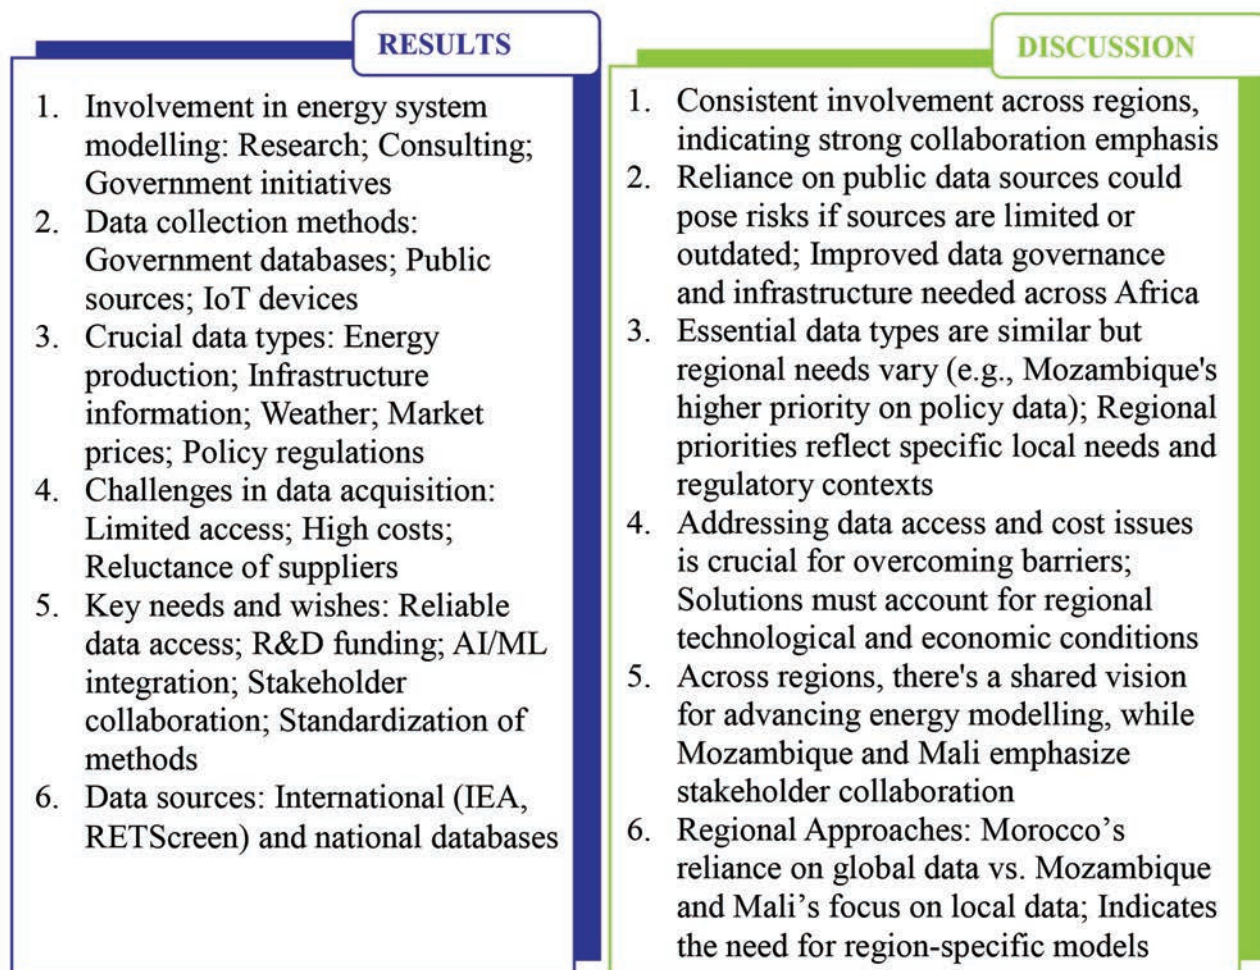 RESULTS
1. Involvement in energy system
modelling: Research; Consulting;
Government initiatives
2. Data collection methods:
Government databases; Public
sources; IoT devices
3. Crucial data types: Energy
production; Infrastructure
information; Weather; Market
prices; Policy regulations
4. Challenges in data acquisition:
Limited access; High costs;
Reluctance of suppliers
5. Key needs and wishes: Reliable
data access; R&D funding; AI/ML
integration; Stakeholder
collaboration; Standardization of
methods
6. Data sources: International (IEA,
RETScreen) and national databases
DISCUSSION
1. Consistent involvement across regions,
indicating strong collaboration emphasis
2. Reliance on public data sources could
pose risks if sources are limited or
outdated; Improved data governance
and infrastructure needed across Africa
3. Essential data types are similar but
regional needs vary (e.g., Mozambique's
higher priority on policy data); Regional
priorities reflect specific local needs and
regulatory contexts
4. Addressing data access and cost issues
is crucial for overcoming barriers;
Solutions must account for regional
technological and economic conditions
5. Across regions, there's a shared vision
for advancing energy modelling, while
Mozambique and Mali emphasize
stakeholder collaboration
6. Regional Approaches: Morocco’s
reliance on global data vs. Mozambique
and Mali’s focus on local data; Indicates
the need for region-specific models